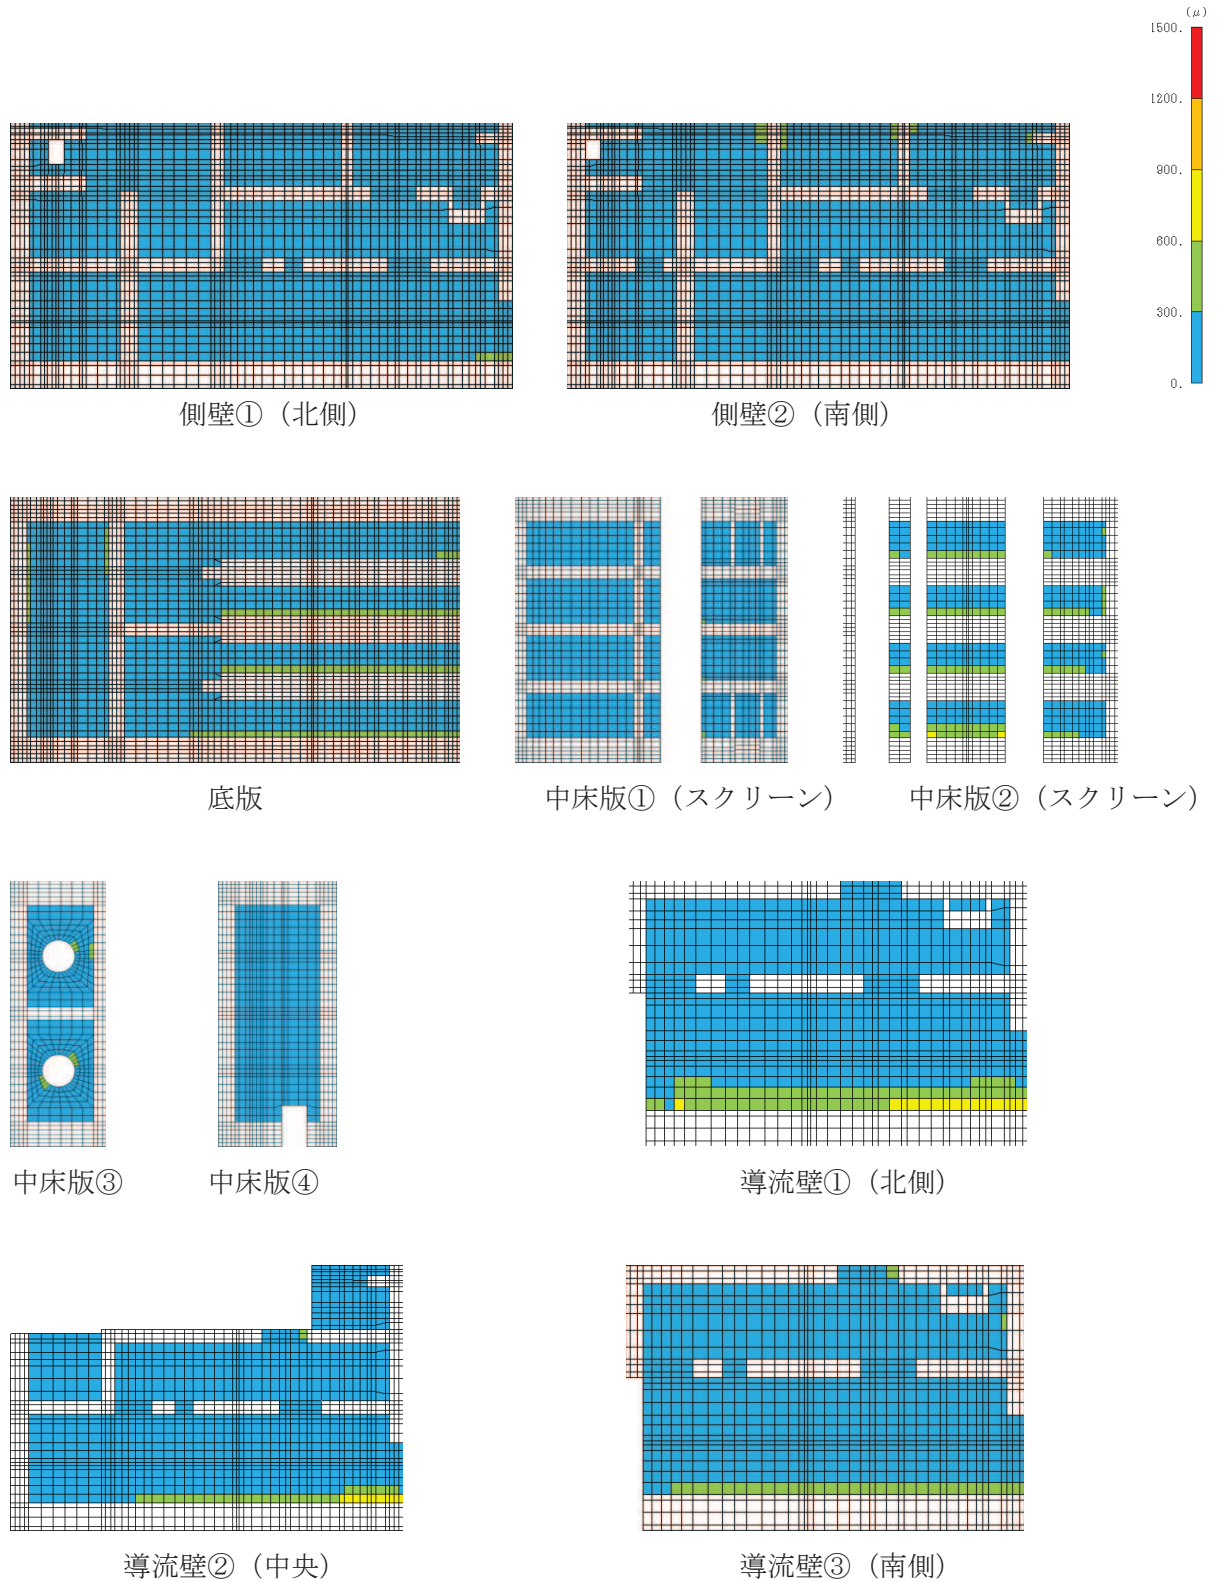 (μ)
1500.
1200.
900.
600.
300.
0.
側壁①（北側） 側壁②（南側）
底版 中床版①（スクリーン） 中床版②（スクリーン）
中床版③ 中床版④ 導流壁①（北側）
導流壁②（中央） 導流壁③（南側）